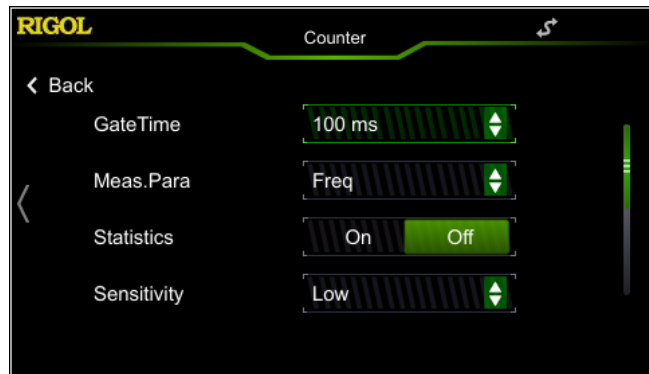 RIGOL
Counter
Back
GateTime 100 ms
Meas.Para Freq
Statistics On Off
Sensitivity Low